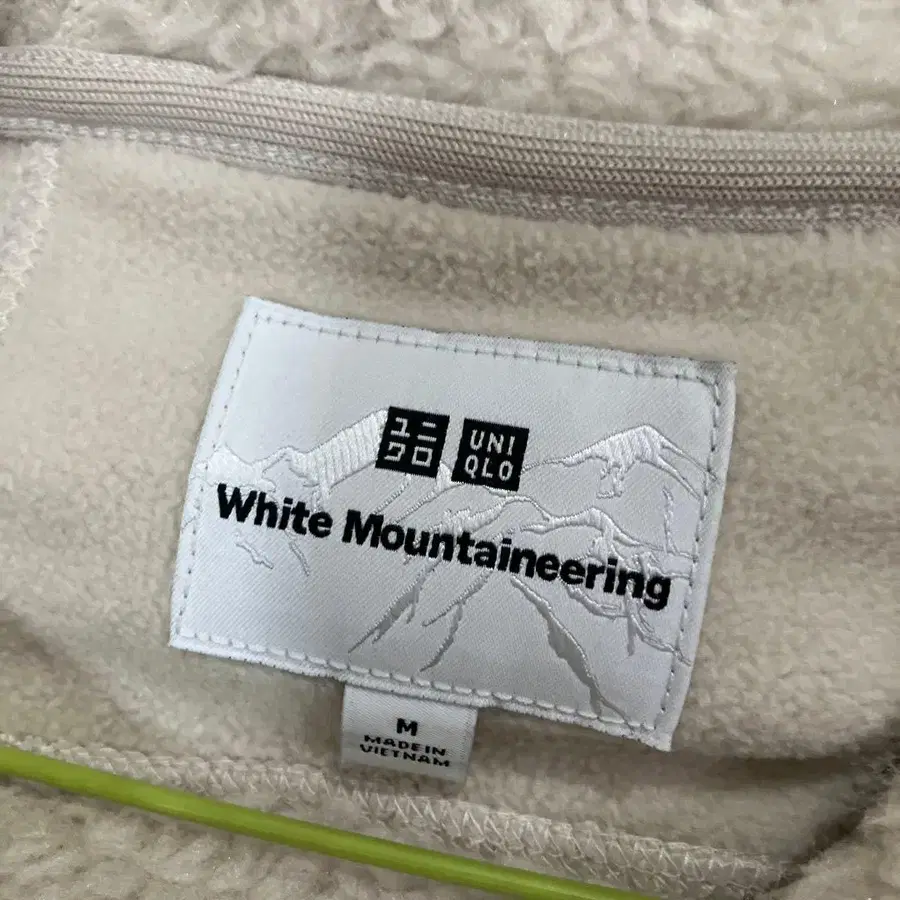 ユニ
クロ
UNI
QLO
White Mountaineering
M
MADE IN
VIETNAM